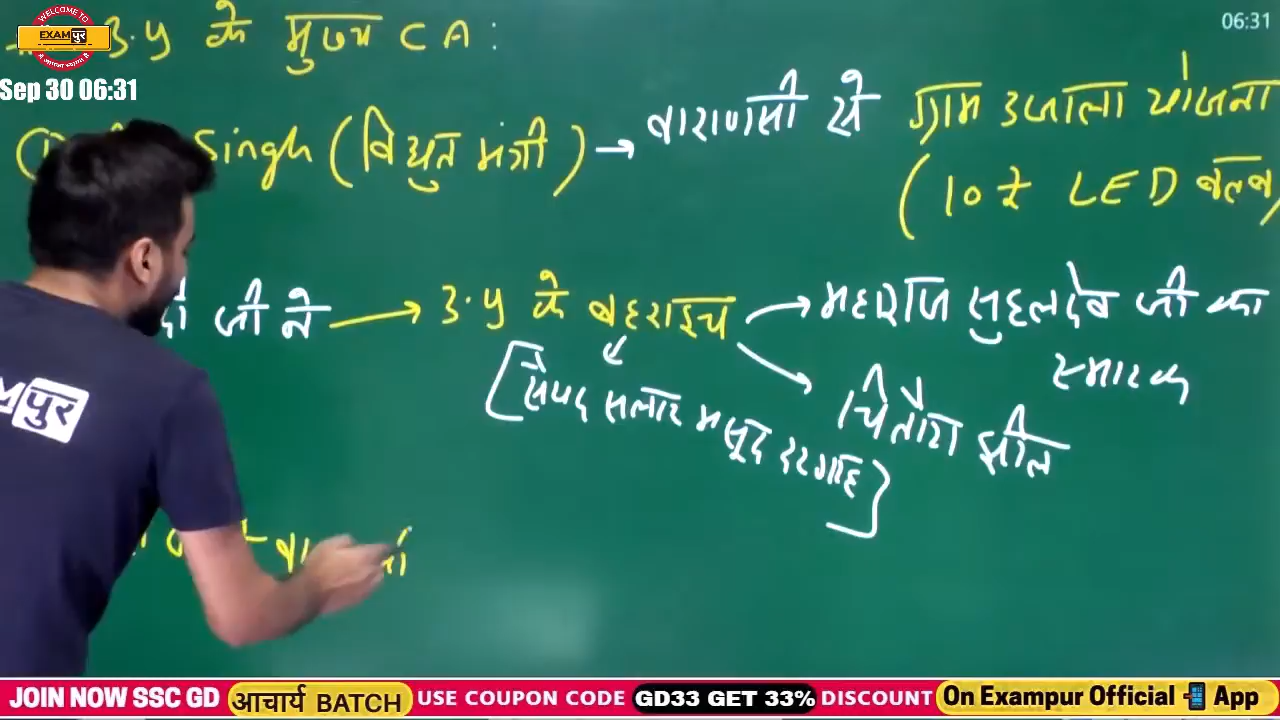 WELCOME TO
EXAMपुर
06:31
Sep 30 06:31
उ.प्र के मुख्य CA:
Singh (विद्युत मंत्री) → वाराणसी से ग्राम उजाला योजना
(10 ₹ LED बल्ब)
जी ने → उ.प्र के बहराइच → महाराज सुहेलदेव जी का
स्मारक
→ चित्तौरा झील
[सैयद सलार मसूद दरगाह]
पुर
JOIN NOW SSC GD आचार्य BATCH USE COUPON CODE GD33 GET 33% DISCOUNT On Exampur Official App